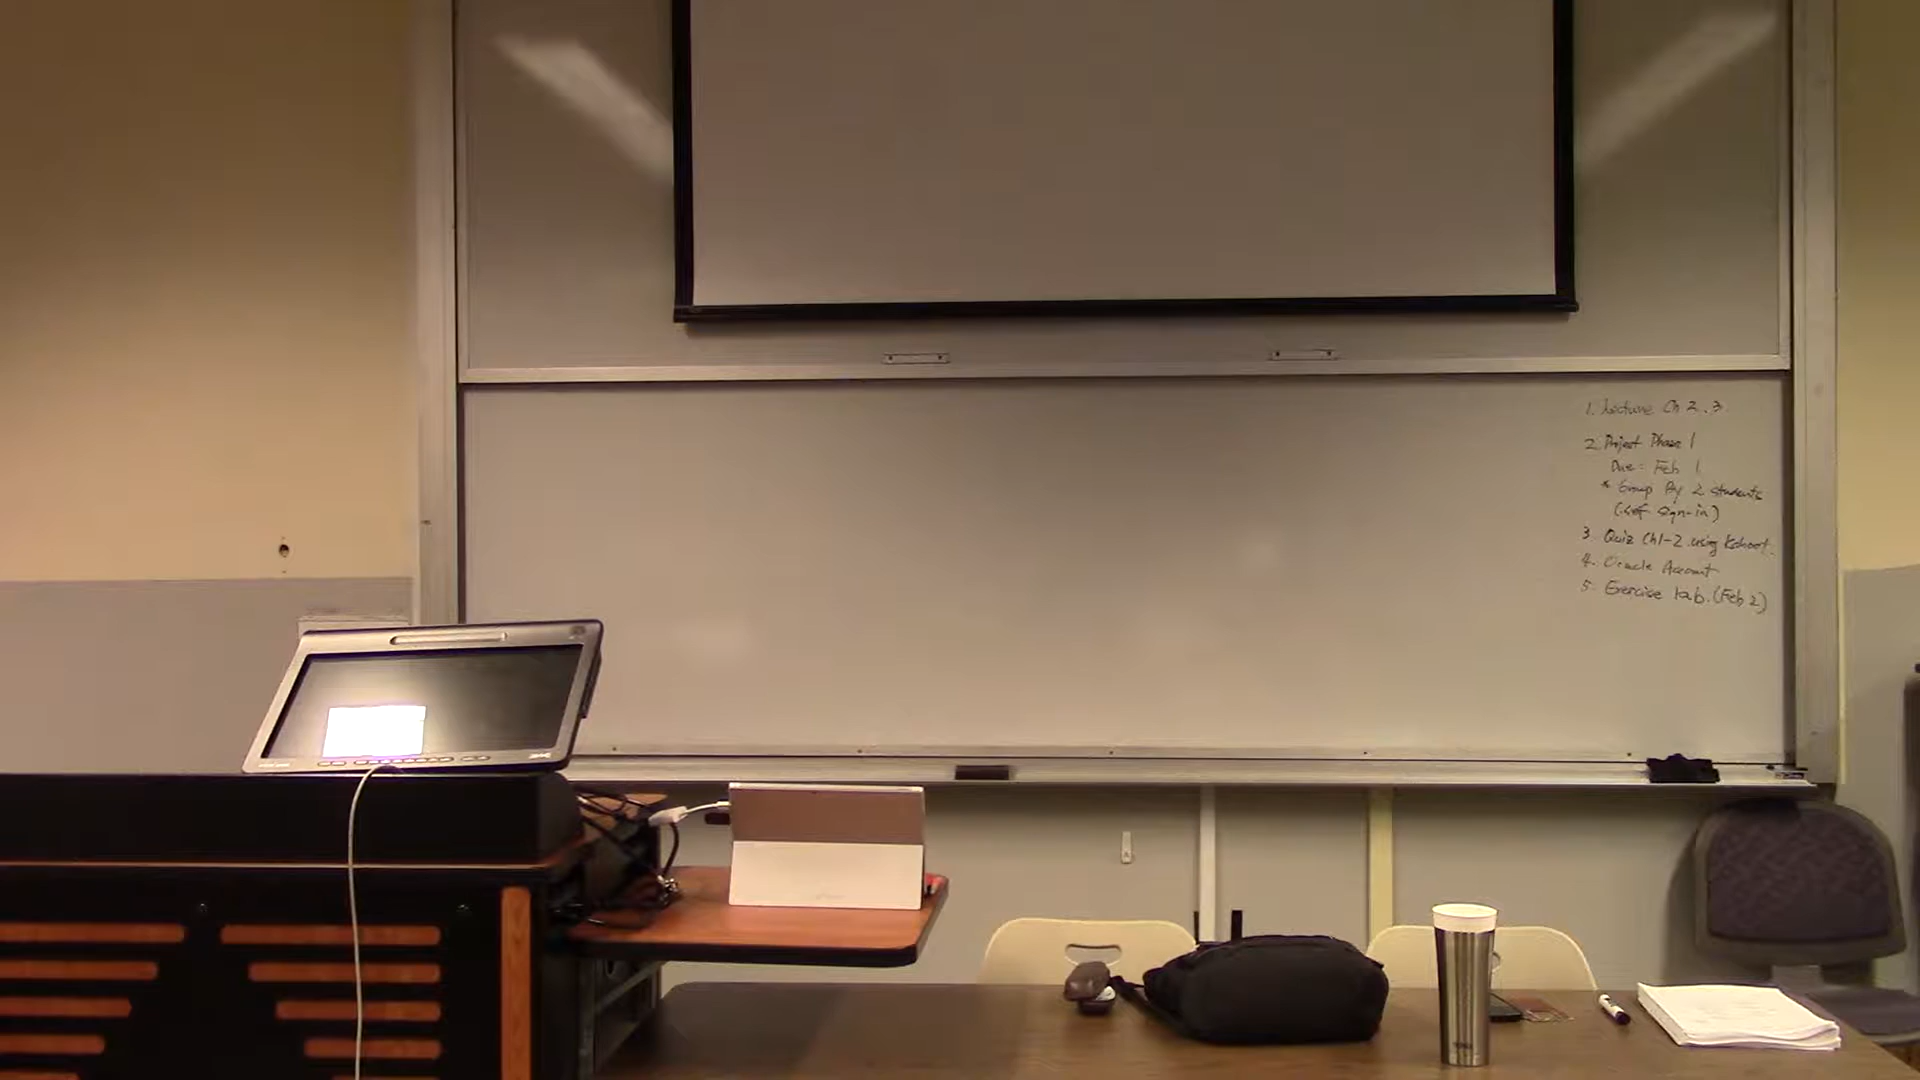 1. Lecture Ch 2.3
2. Project Phase 1
Due: Feb 1
* Group By 2 students
(self sign-in)
3. Quiz Ch1-2 using Kahoot.
4. Oracle Account
5. Exercise lab. (Feb 2)